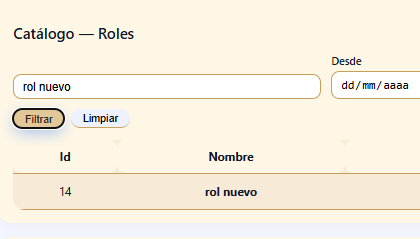 Catálogo — Roles
Desde
rol nuevo
dd/mm/aaaa
Filtrar
Limpiar
Id
Nombre
14
rol nuevo